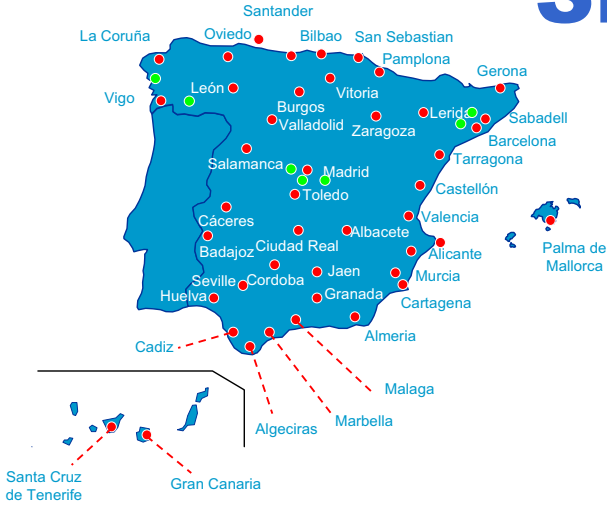 Santander
La Coruña
Oviedo
Bilbao
San Sebastian
Pamplona
Gerona
Vigo
León
Vitoria
Burgos
Valladolid
Zaragoza
Lerida
Sabadell
Barcelona
Tarragona
Salamanca
Madrid
Toledo
Castellón
Cáceres
Valencia
Badajoz
Ciudad Real
Albacete
Alicante
Palma de
Mallorca
Seville
Cordoba
Jaen
Murcia
Huelva
Granada
Cartagena
Cadiz
Almeria
Malaga
Marbella
Algeciras
Santa Cruz
de Tenerife
Gran Canaria